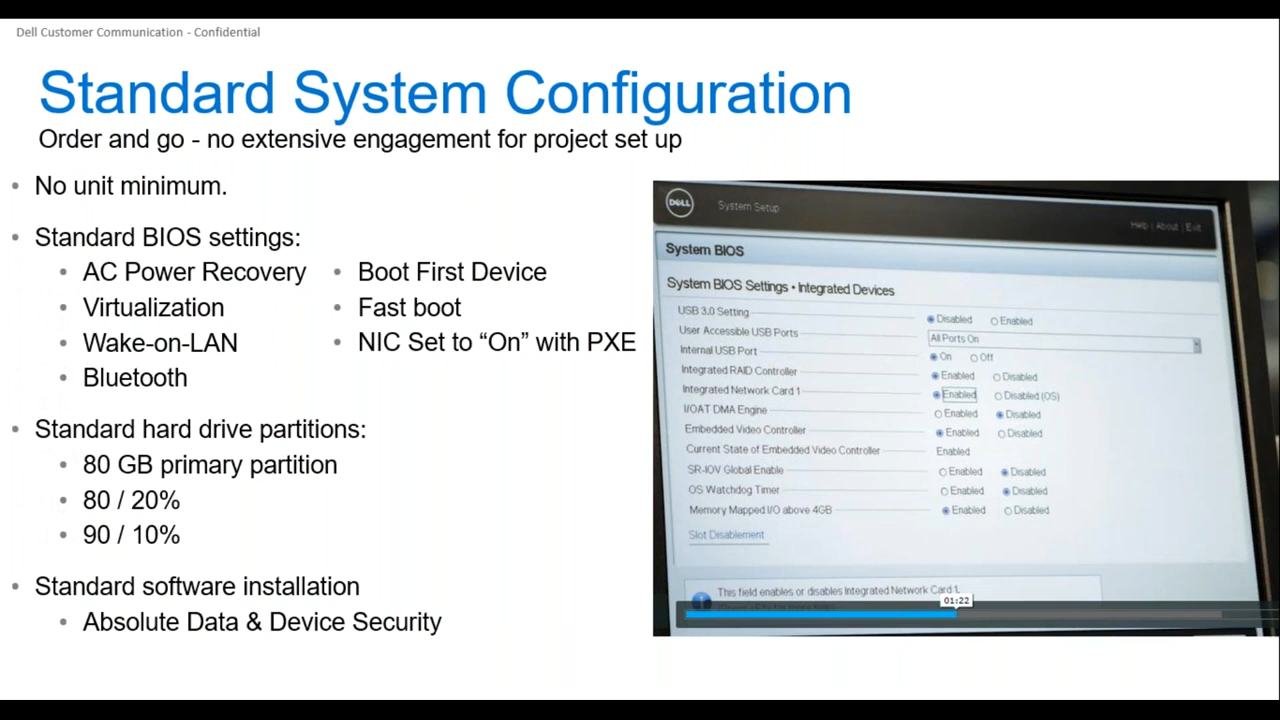 Dell Customer Communication - Confidential
Standard System Configuration
Order and go - no extensive engagement for project set up
No unit minimum.
Standard BIOS settings:
AC Power Recovery
Virtualization
Wake-on-LAN
Bluetooth
Boot First Device
Fast boot
NIC Set to “On” with PXE
Standard hard drive partitions:
80 GB primary partition
80 / 20%
90 / 10%
Standard software installation
Absolute Data & Device Security
DELL
System Setup
Help | About | Exit
System BIOS
System BIOS Settings • Integrated Devices
USB 3.0 Setting Disabled Enabled
User Accessible USB Ports All Ports On
Internal USB Port On Off
Integrated RAID Controller Enabled Disabled
Integrated Network Card 1 Enabled Disabled (OS)
I/OAT DMA Engine Enabled Disabled
Embedded Video Controller Enabled Disabled
Current State of Embedded Video Controller Enabled
SR-IOV Global Enable Enabled Disabled
OS Watchdog Timer Enabled Disabled
Memory Mapped I/O above 4GB Enabled Disabled
Slot Disablement
This field enables or disables Integrated Network Card 1.
01:22